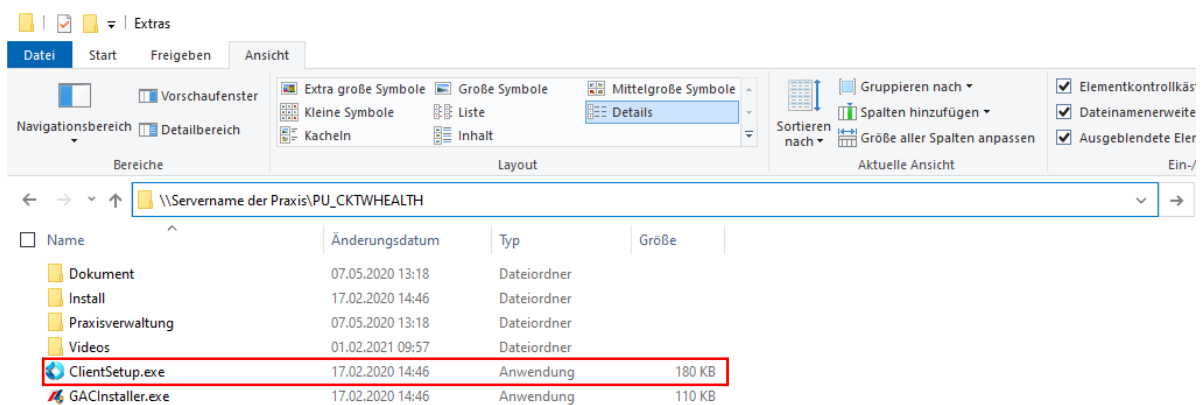 Extras
Datei Start Freigeben Ansicht
Navigationsbereich Vorschaufenster Detailbereich
Extra große Symbole Große Symbole Mittelgroße Symbole
Kleine Symbole Liste Details
Kacheln Inhalt
Sortieren nach
Gruppieren nach
Spalten hinzufügen
Größe aller Spalten anpassen
Elementkontrollkäs
Dateinamenerweite
Ausgeblendete Eler
Bereiche Layout Aktuelle Ansicht Ein-/
\\Servername der Praxis\PU_CKTWHEALTH
Name Änderungsdatum Typ Größe
Dokument 07.05.2020 13:18 Dateiordner
Install 17.02.2020 14:46 Dateiordner
Praxisverwaltung 07.05.2020 13:18 Dateiordner
Videos 01.02.2021 09:57 Dateiordner
ClientSetup.exe 17.02.2020 14:46 Anwendung 180 KB
GACInstaller.exe 17.02.2020 14:46 Anwendung 110 KB